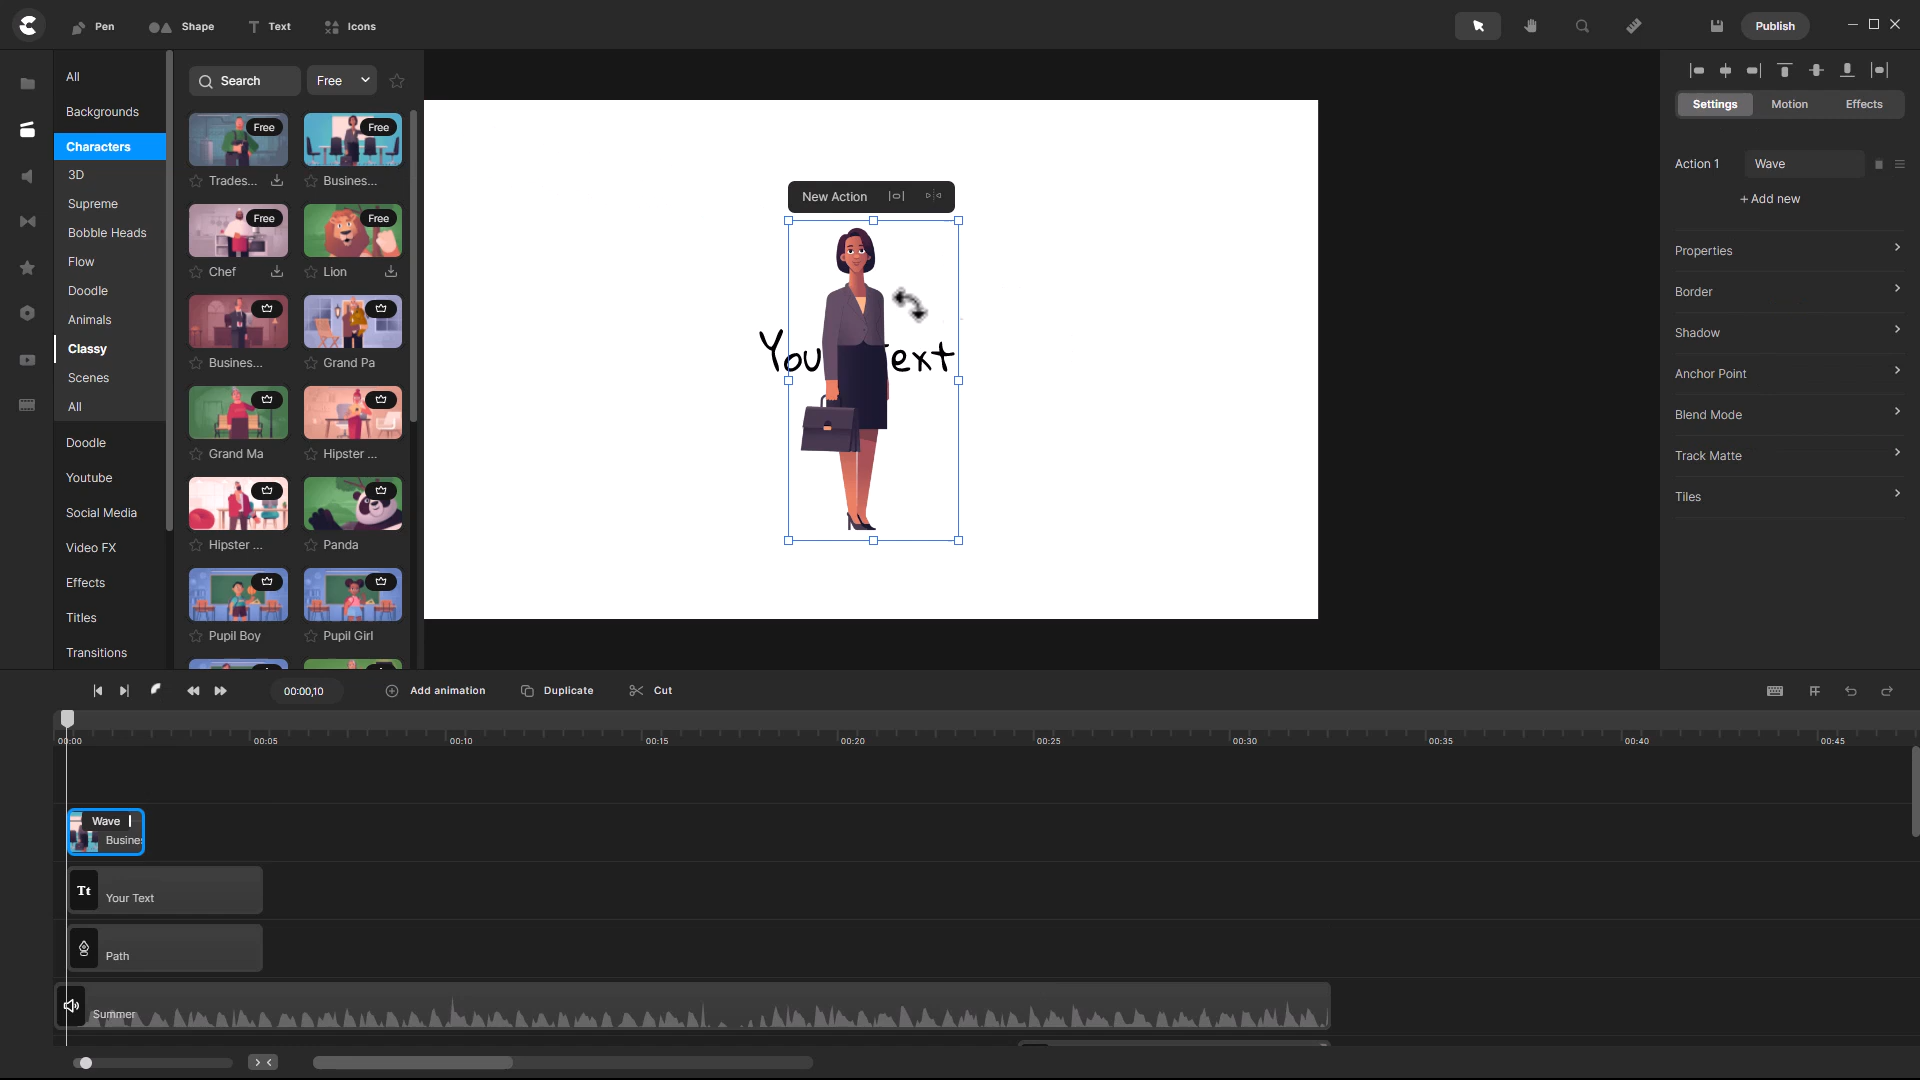 Pen
Shape
Text
Icons
Publish
All
Backgrounds
Characters
3D
Supreme
Bobble Heads
Flow
Doodle
Animals
Classy
Scenes
All
Doodle
Youtube
Social Media
Video FX
Effects
Titles
Transitions
Search
Free
Free
Free
Trades...
Busines...
Free
Free
Chef
Lion
Busines...
Grand Pa
Grand Ma
Hipster ...
Hipster ...
Panda
Pupil Boy
Pupil Girl
New Action
You
ext
Settings
Motion
Effects
Action 1
Wave
+ Add new
Properties
Border
Shadow
Anchor Point
Blend Mode
Track Matte
Tiles
00:00,10
Add animation
Duplicate
Cut
00:00
00:05
00:10
00:15
00:20
00:25
00:30
00:35
00:40
00:45
Wave
Busines
Tt
Your Text
Path
Summer